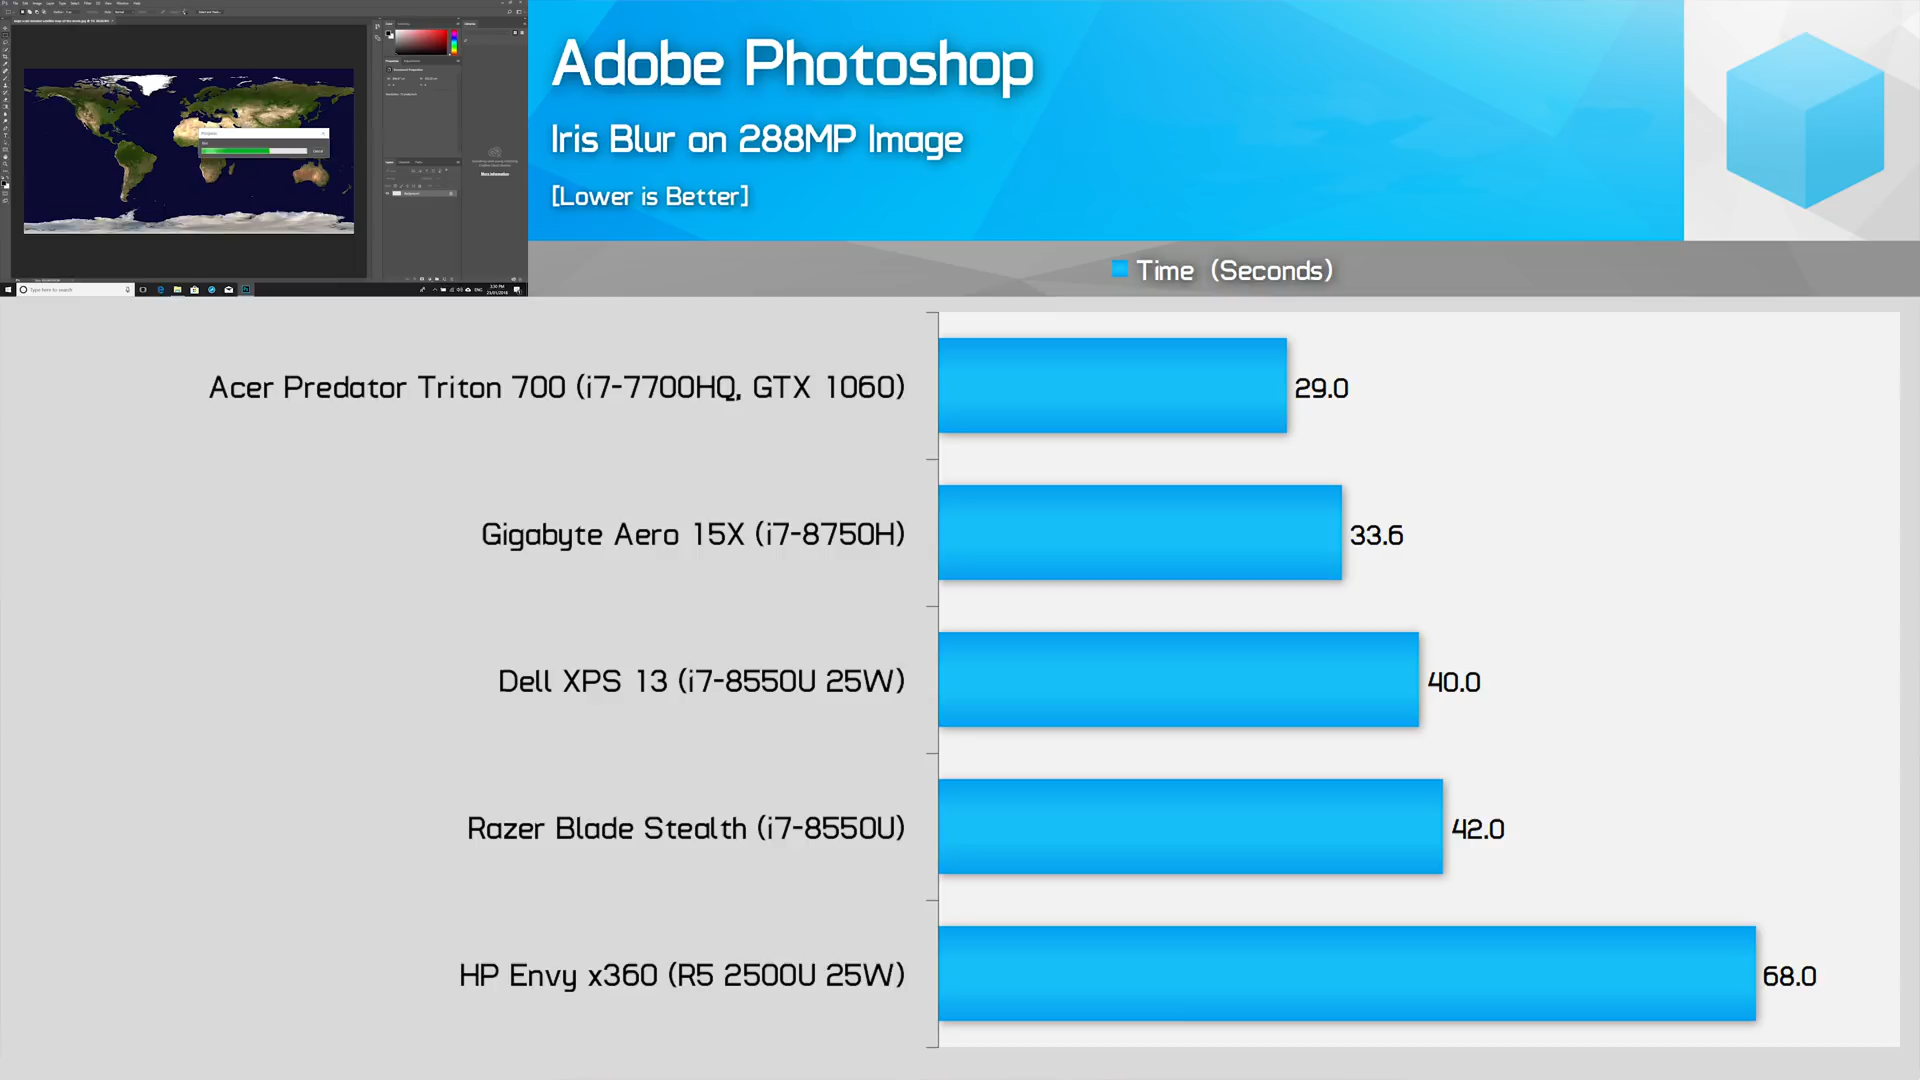 Adobe Photoshop
Iris Blur on 288MP Image
[Lower is Better]
Time (Seconds)
Acer Predator Triton 700 (i7-7700HQ, GTX 1060) 29.0
Gigabyte Aero 15X (i7-8750H) 33.6
Dell XPS 13 (i7-8550U 25W) 40.0
Razer Blade Stealth (i7-8550U) 42.0
HP Envy x360 (R5 2500U 25W) 68.0